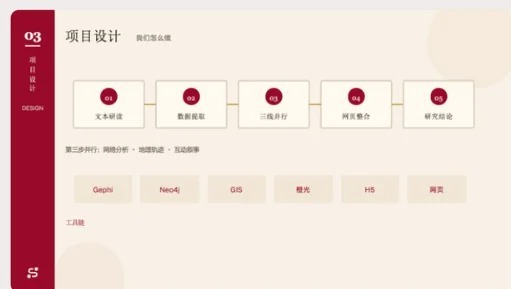 03
项目设计
DESIGN
项目设计
我们怎么做
01
文本研读
02
数据提取
03
三线并行
04
网页整合
05
研究结论
第三步并行：网络分析 · 地理轨迹 · 互动叙事
Gephi
Neo4j
GIS
橙光
H5
网页
工具链